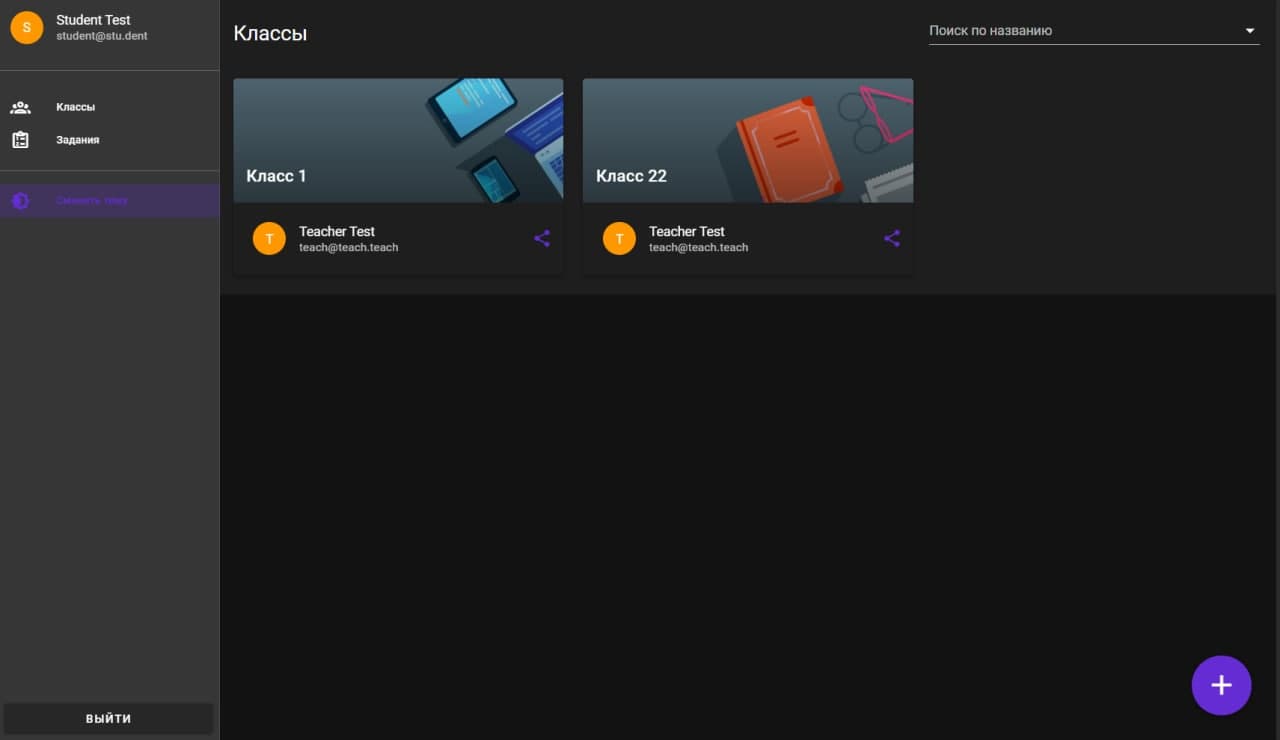 S
Student Test
student@stu.dent
Классы
Задания
Сменить тему
ВЫЙТИ
Классы
Поиск по названию
Класс 1
T
Teacher Test
teach@teach.teach
Класс 22
T
Teacher Test
teach@teach.teach